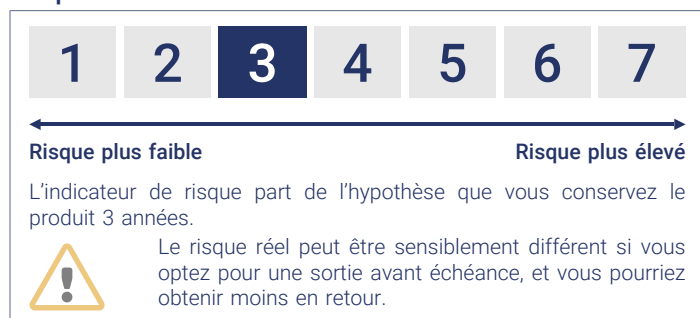 1 2 3 4 5 6 7
Risque plus faible Risque plus élevé
L'indicateur de risque part de l'hypothèse que vous conservez le
produit 3 années.
Le risque réel peut être sensiblement différent si vous
optez pour une sortie avant échéance, et vous pourriez
obtenir moins en retour.